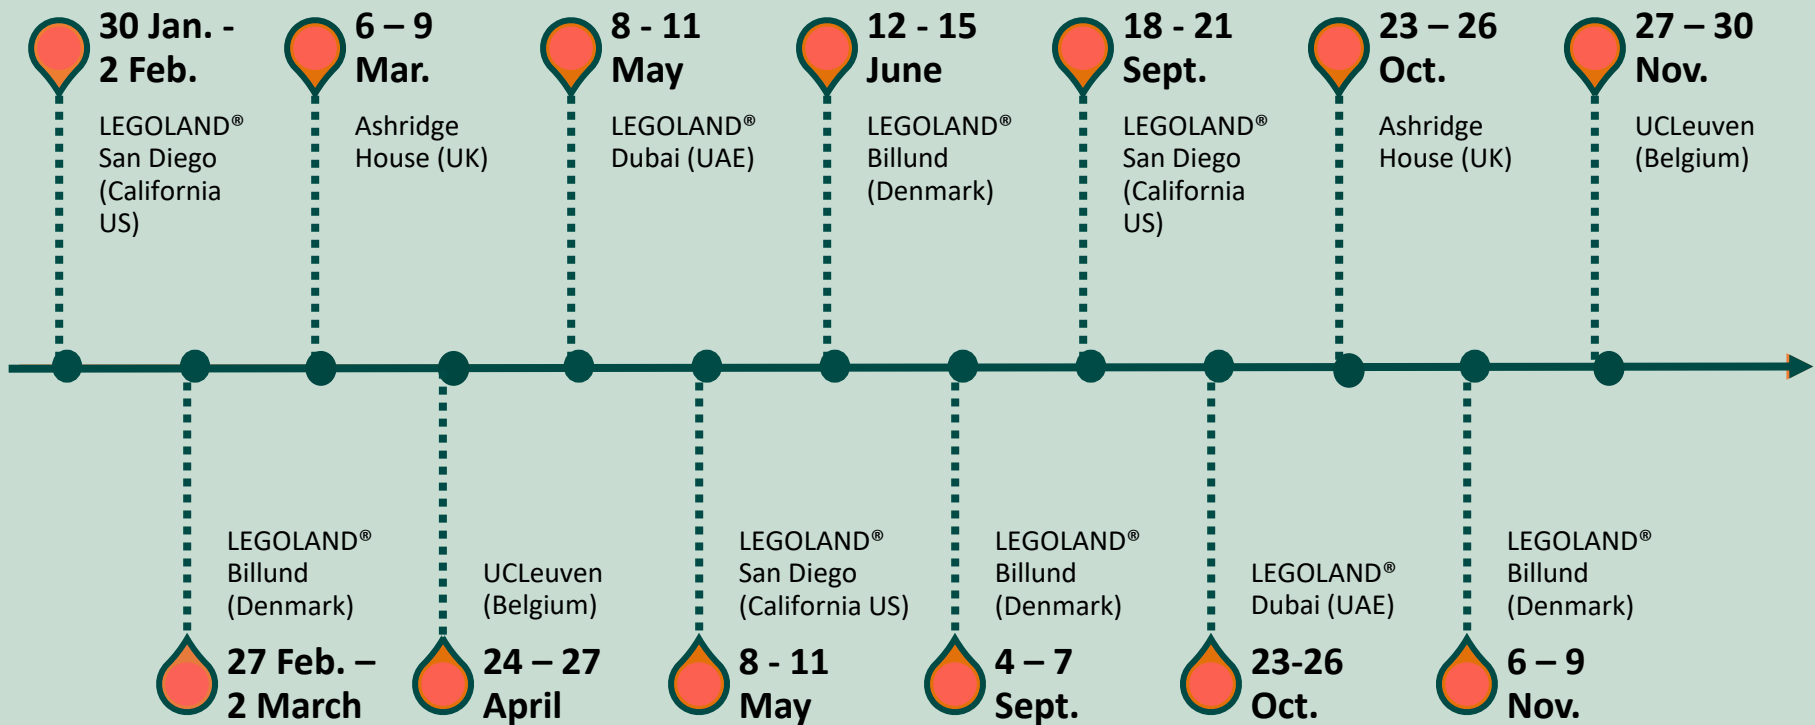 30 Jan. -
2 Feb.
LEGOLAND®
San Diego
(California
US)
6 – 9
Mar.
Ashridge
House (UK)
8 - 11
May
LEGOLAND®
Dubai (UAE)
12 - 15
June
LEGOLAND®
Billund
(Denmark)
18 - 21
Sept.
LEGOLAND®
San Diego
(California
US)
23 – 26
Oct.
Ashridge
House (UK)
27 – 30
Nov.
UCLeuven
(Belgium)
LEGOLAND®
Billund
(Denmark)
27 Feb. –
2 March
UCLeuven
(Belgium)
24 – 27
April
LEGOLAND®
San Diego
(California US)
8 - 11
May
LEGOLAND®
Billund
(Denmark)
4 – 7
Sept.
LEGOLAND®
Dubai (UAE)
23-26
Oct.
LEGOLAND®
Billund
(Denmark)
6 – 9
Nov.